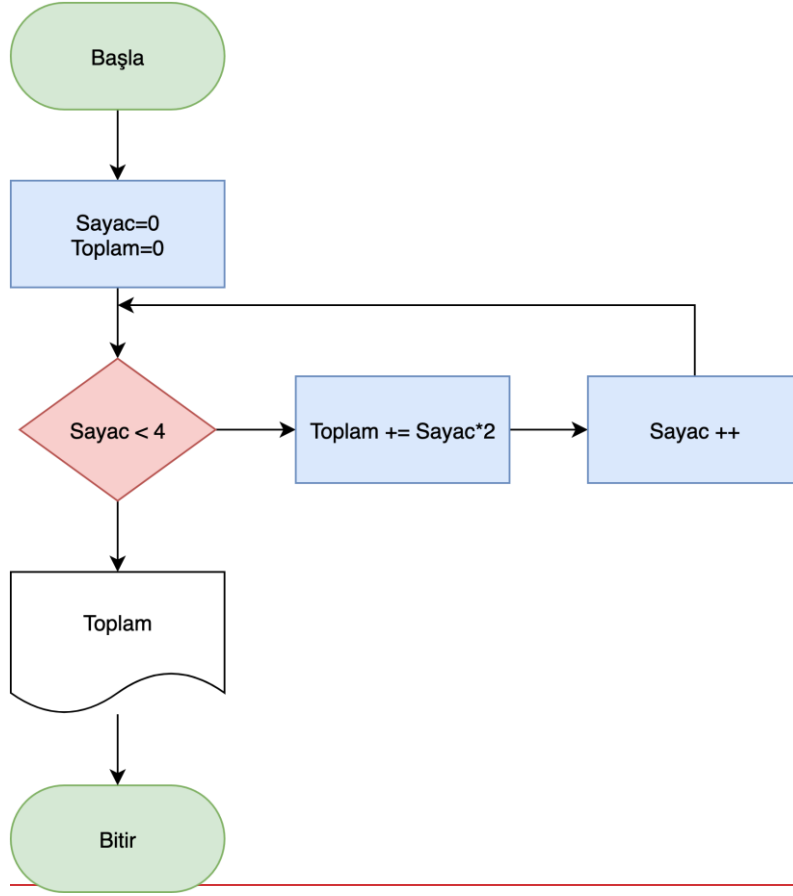 Başla
Sayac=0
Toplam=0
Sayac < 4
Toplam += Sayac*2
Sayac ++
Toplam
Bitir